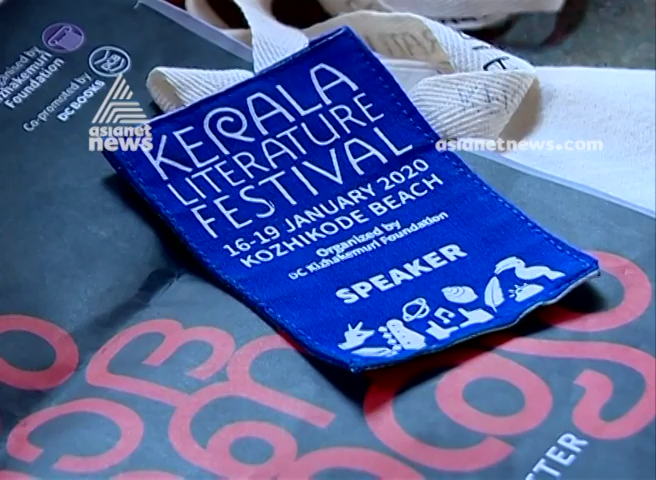 Organized by
Kizhakemuri
Foundation
Co-promoted by
DCB
DC BOOKS
asianet
news
asianetnews.com
KERALA
LITERATURE
FESTIVAL
16-19 JANUARY 2020
KOZHIKODE BEACH
Organized by
DC Kizhakemuri Foundation
SPEAKER